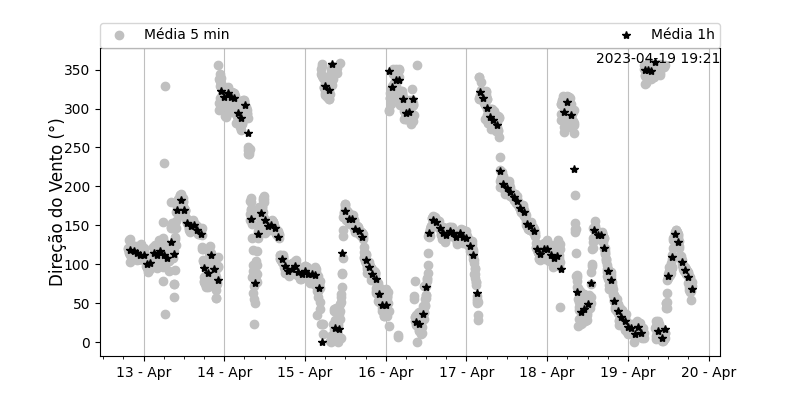 Média 5 min
Média 1h
2023-04-19 19:21
Direção do Vento (°)
350
300
250
200
150
100
50
0
13 - Apr
14 - Apr
15 - Apr
16 - Apr
17 - Apr
18 - Apr
19 - Apr
20 - Apr